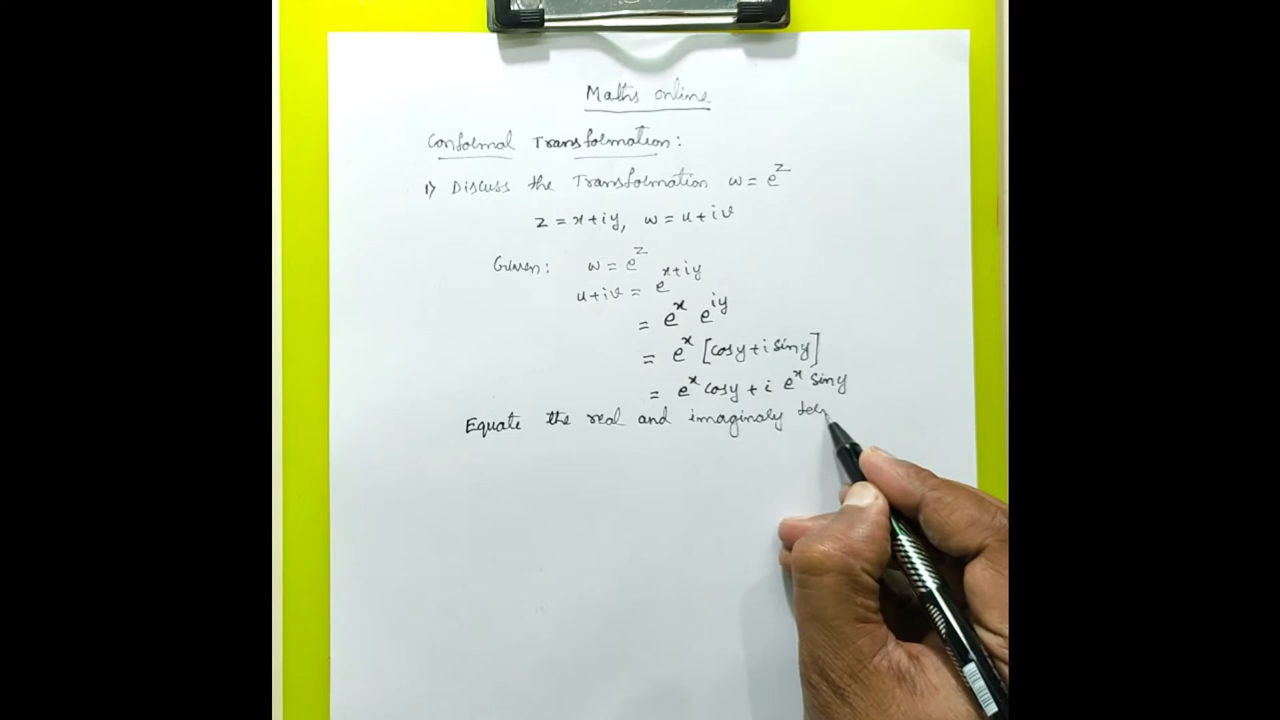 Maths online
Conformal Transformation:
1) Discuss the Transformation w = e^z
z = x+iy, w = u+iv
Given: w = e^z
u+iv = e^{x+iy}
= e^x e^{iy}
= e^x [cosy + i siny]
= e^x cosy + i e^x siny
Equate the real and imaginary